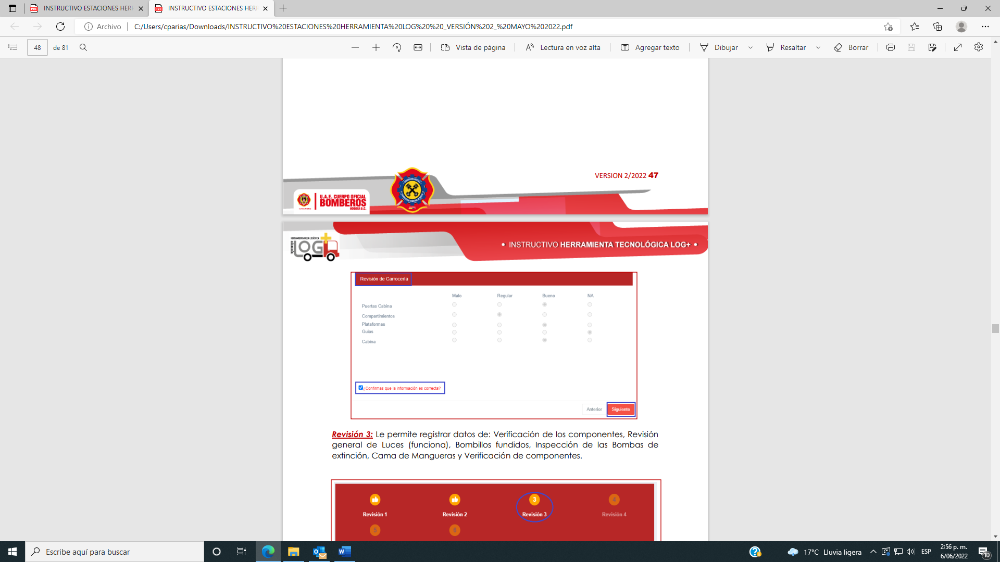 INSTRUCTIVO ESTACIONES HERR
INSTRUCTIVO ESTACIONES HERR
Archivo
C:/Users/cparias/Downloads/INSTRUCTIVO%20ESTACIONES%20HERRAMIENTA%20LOG%20%20_VERSIÓN%202_%20MAYO%202022.pdf
48 de 81
Vista de página
Lectura en voz alta
Agregar texto
Dibujar
Resaltar
Borrar
VERSION 2/2022 47
U.A.E. CUERPO OFICIAL
BOMBEROS
BOGOTÁ D.C.
HERRAMIENTA MESA LOGÍSTICA
LOG
• INSTRUCTIVO HERRAMIENTA TECNOLÓGICA LOG+ •
Revisión de Carrocería
Malo Regular Bueno NA
Puertas Cabina
Compartimientos
Plataformas
Guias
Cabina
¿Confirmas que la información es correcta?
Anterior Siguiente
Revisión 3: Le permite registrar datos de: Verificación de los componentes, Revisión
general de Luces (funciona), Bombillos fundidos, Inspección de las Bombas de
extinción, Cama de Mangueras y Verificación de componentes.
3 4
Revisión 1 Revisión 2 Revisión 3 Revisión 4
5 6
Escribe aquí para buscar
17°C Lluvia ligera
ESP
2:56 p. m.
6/06/2022
10